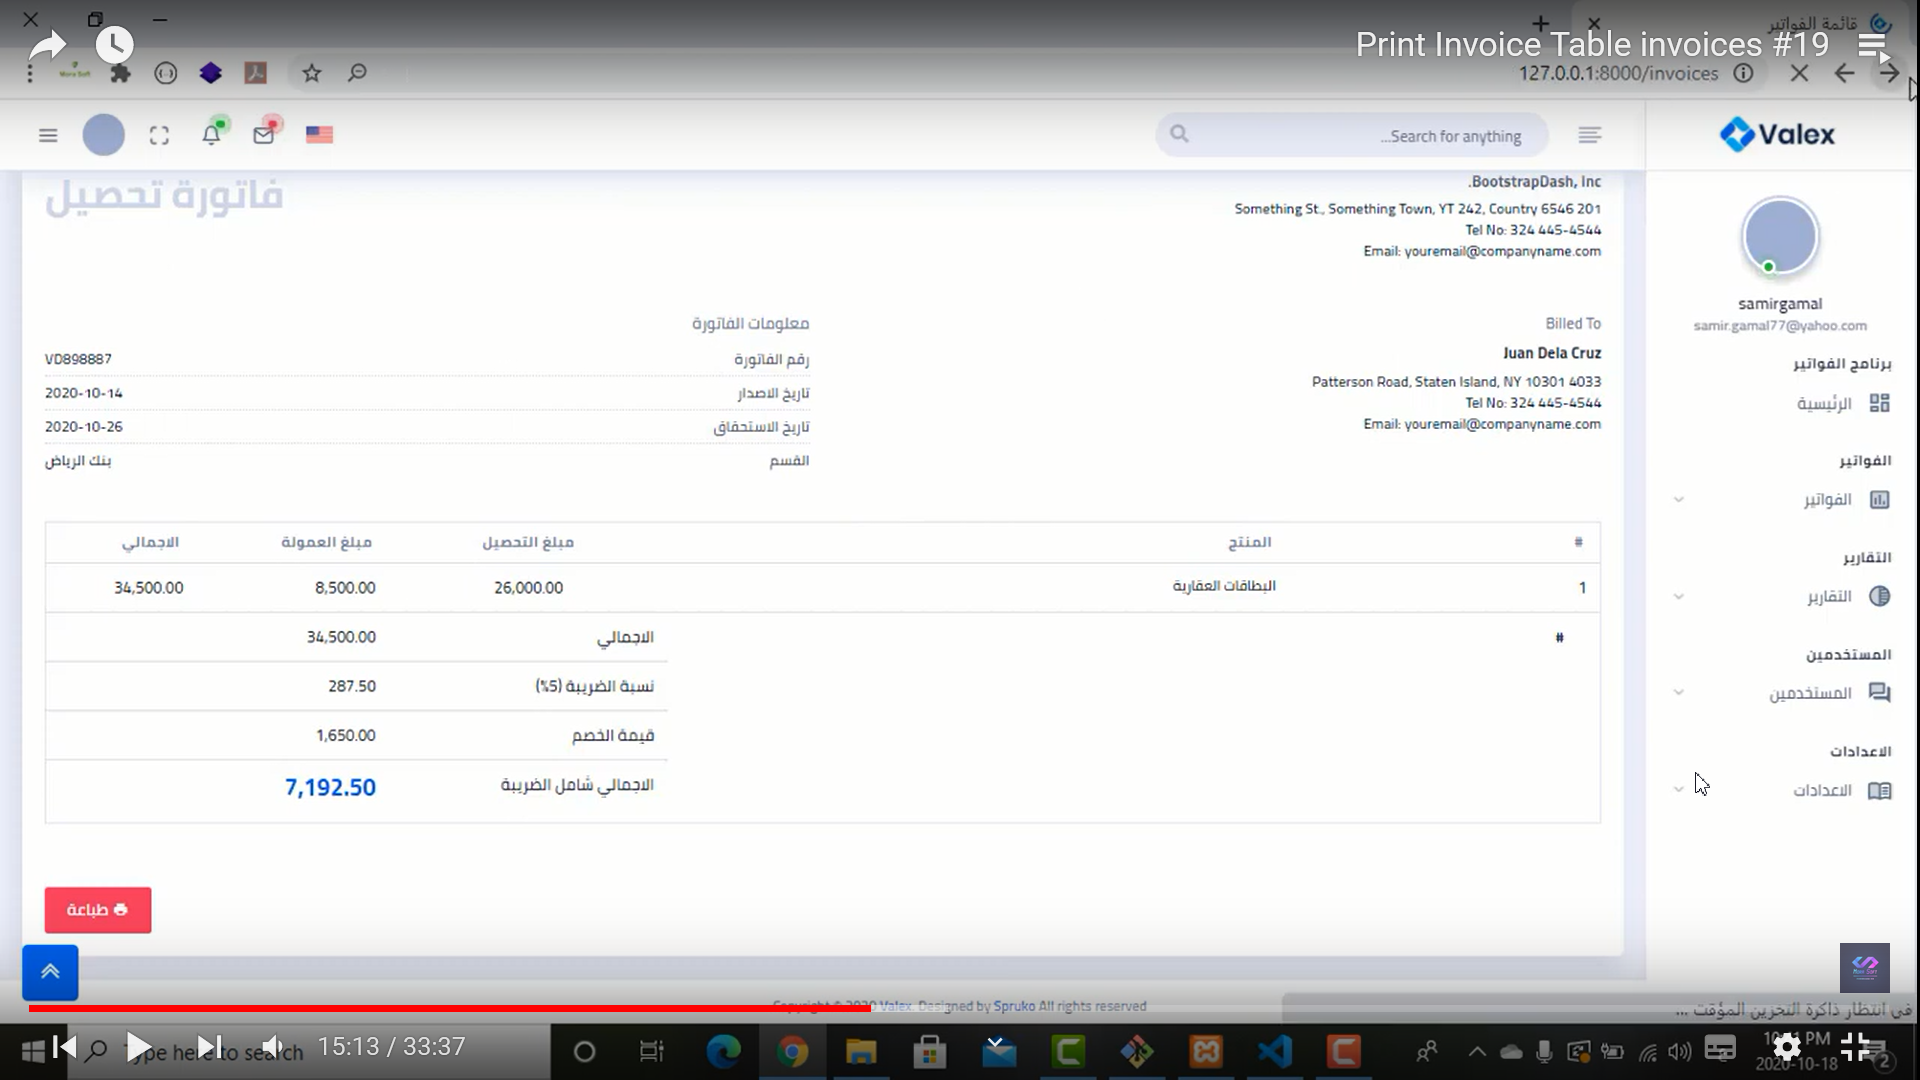 قائمة الفواتير
Print Invoice Table invoices #19
127.0.0.1:8000/invoices
Search for anything...
Valex
فاتورة تحصيل
BootstrapDash, Inc.
Something St., Something Town, YT 242, Country 6546 201
Tel No: 324 445-4544
Email: youremail@companyname.com
samirgamal
samir.gamal77@yahoo.com
Billed To
معلومات الفاتورة
Juan Dela Cruz
رقم الفاتورة VD898887
Patterson Road, Staten Island, NY 10301 4033
تاريخ الاصدار 2020-10-14
Tel No: 324 445-4544
Email: youremail@companyname.com
تاريخ الاستحقاق 2020-10-26
القسم بنك الرياض
برنامج الفواتير
الرئيسية
الفواتير
الفواتير
التقارير
التقارير
المستخدمين
المستخدمين
الاعدادات
الاعدادات
# المنتج مبلغ التحصيل مبلغ العمولة الاجمالي
1 البطاقات العقارية 26,000.00 8,500.00 34,500.00
# الاجمالي 34,500.00
نسبة الضريبة (5%) 287.50
قيمة الخصم 1,650.00
الاجمالي شامل الضريبة 7,192.50
طباعة
Copyright © 2020 Valex. Designed by Spruko All rights reserved
في انتظار ذاكرة التخزين المؤقت ...
Type here to search
15:13 / 33:37
PM
2020-10-18
2